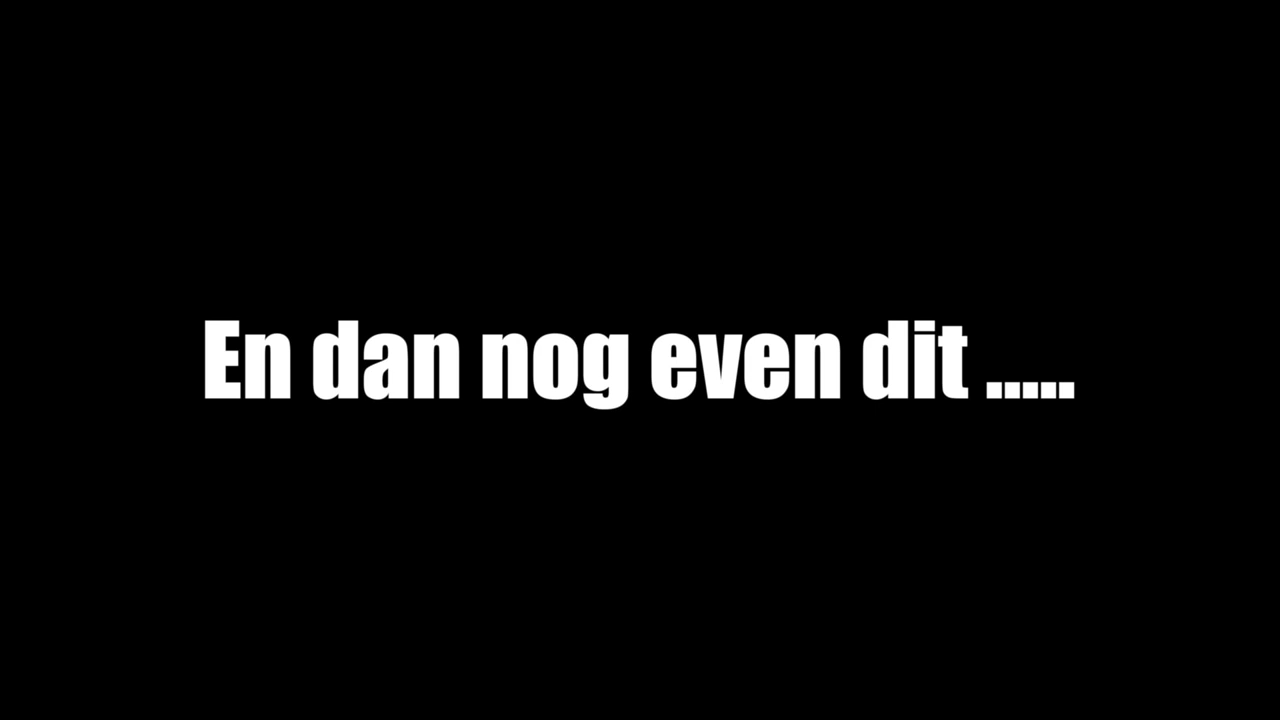 En dan nog even dit .....